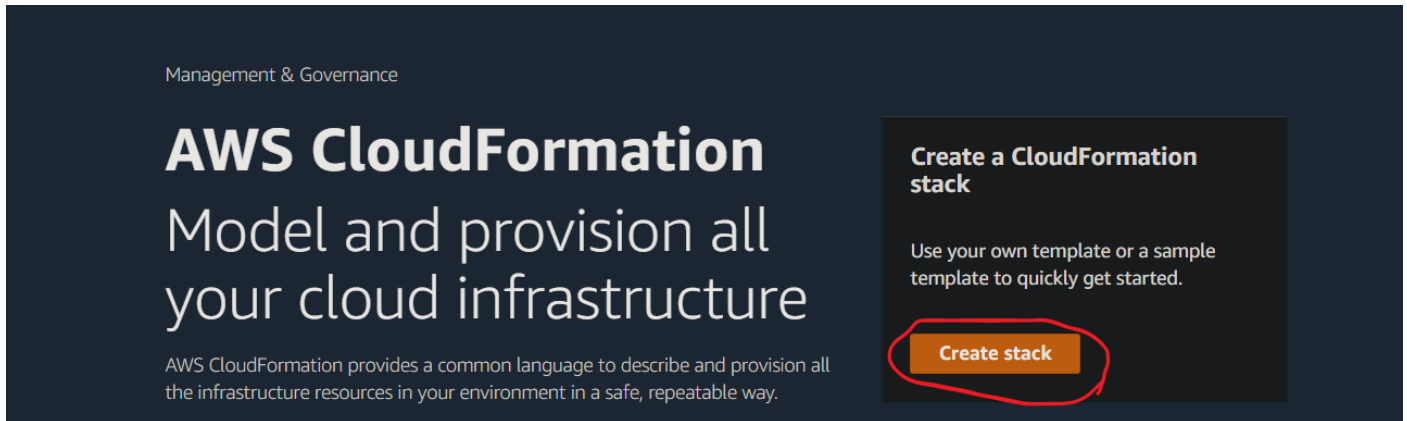 Management & Governance
AWS CloudFormation
Model and provision all
your cloud infrastructure
AWS CloudFormation provides a common language to describe and provision all
the infrastructure resources in your environment in a safe, repeatable way.
Create a CloudFormation
stack
Use your own template or a sample
template to quickly get started.
Create stack